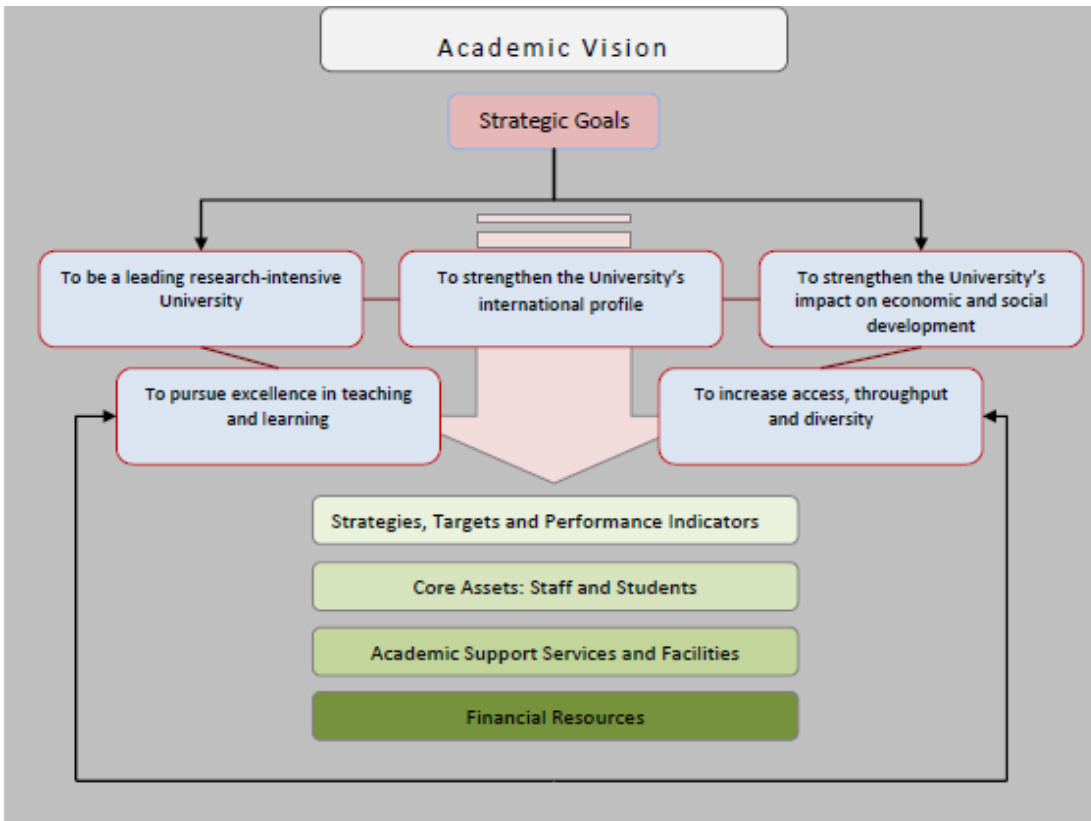 Academic Vision
Strategic Goals
To be a leading research-intensive
University
To strengthen the University's
international profile
To strengthen the University's
impact on economic and social
development
To pursue excellence in teaching
and learning
To increase access, throughput
and diversity
Strategies, Targets and Performance Indicators
Core Assets: Staff and Students
Academic Support Services and Facilities
Financial Resources